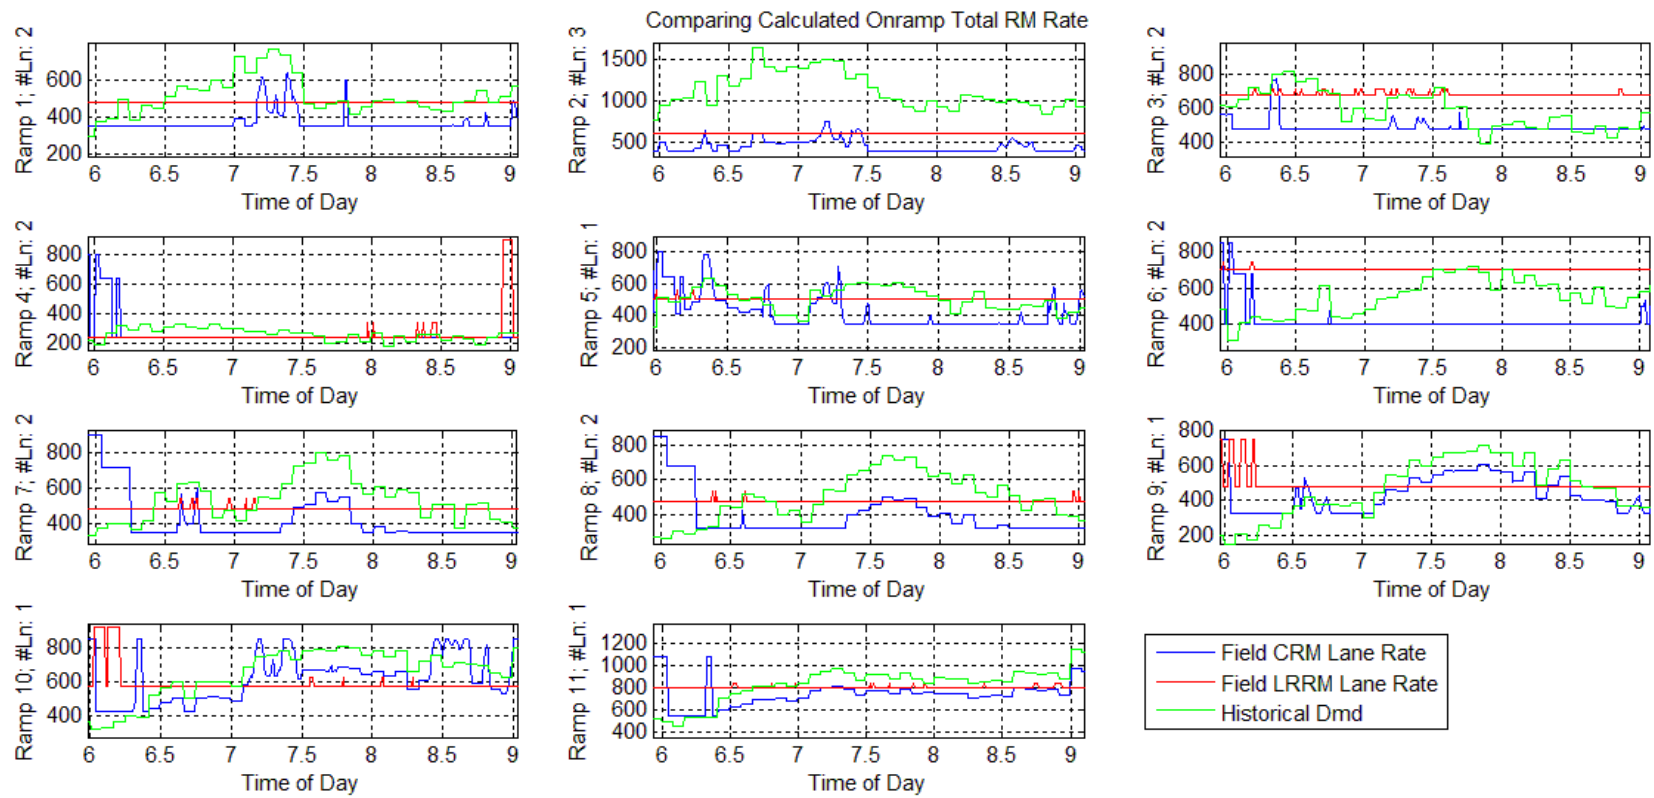 Comparing Calculated Onramp Total RM Rate
Ramp 1; #Ln: 2
600
400
200
6 6.5 7 7.5 8 8.5 9
Time of Day
Ramp 2; #Ln: 3
1500
1000
500
6 6.5 7 7.5 8 8.5 9
Time of Day
Ramp 3; #Ln: 2
800
600
400
6 6.5 7 7.5 8 8.5 9
Time of Day
Ramp 4; #Ln: 2
800
600
400
200
6 6.5 7 7.5 8 8.5 9
Time of Day
Ramp 5; #Ln: 1
800
600
400
200
6 6.5 7 7.5 8 8.5 9
Time of Day
Ramp 6; #Ln: 2
800
600
400
6 6.5 7 7.5 8 8.5 9
Time of Day
Ramp 7; #Ln: 2
800
600
400
6 6.5 7 7.5 8 8.5 9
Time of Day
Ramp 8; #Ln: 2
800
600
400
6 6.5 7 7.5 8 8.5 9
Time of Day
Ramp 9; #Ln: 1
800
600
400
200
6 6.5 7 7.5 8 8.5 9
Time of Day
Ramp 10; #Ln: 1
800
600
400
6 6.5 7 7.5 8 8.5 9
Time of Day
Ramp 11; #Ln: 1
1200
1000
800
600
400
6 6.5 7 7.5 8 8.5 9
Time of Day
Field CRM Lane Rate
Field LRRM Lane Rate
Historical Dmd